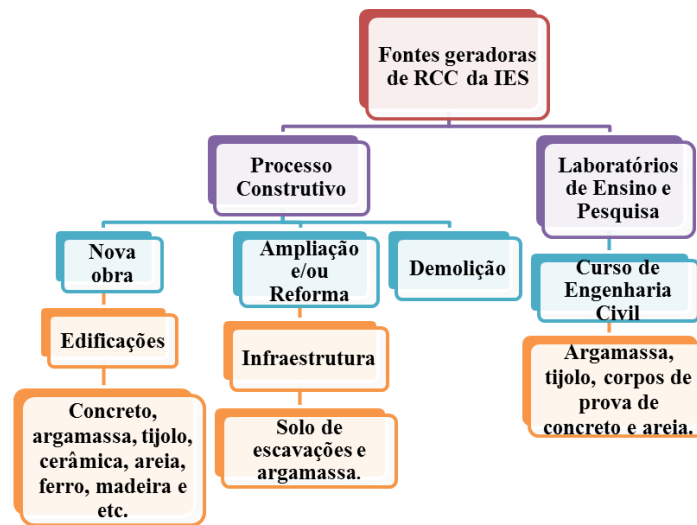 Fontes geradoras
de RCC da IES
Processo
Construtivo
Laboratórios
de Ensino e
Pesquisa
Nova
obra
Ampliação
e/ou
Reforma
Demolição
Curso de
Engenharia
Civil
Edificações
Infraestrutura
Argamassa,
tijolo, corpos de
prova de
concreto e areia.
Concreto,
argamassa, tijolo,
cerâmica, areia,
ferro, madeira e
etc.
Solo de
escavações e
argamassa.